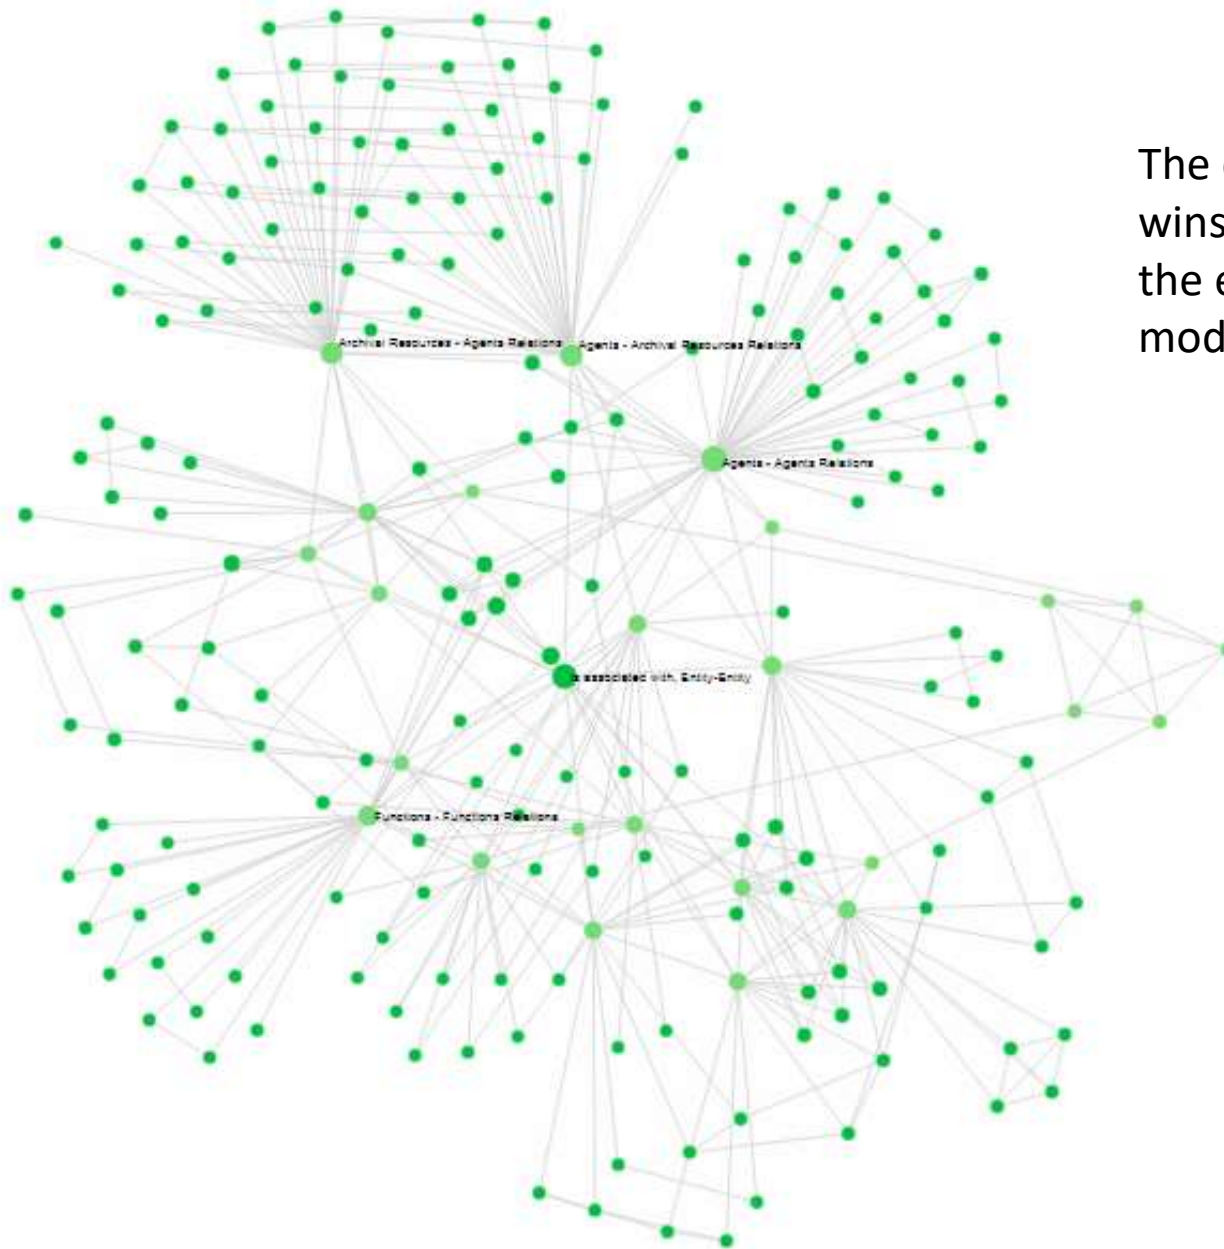 The
wins
the e
mod
Archival Resources - Agents Relations
Agents - Archival Resources Relations
Agents - Agents Relations
is associated with, Entity-Entity
Functions - Functions Relations